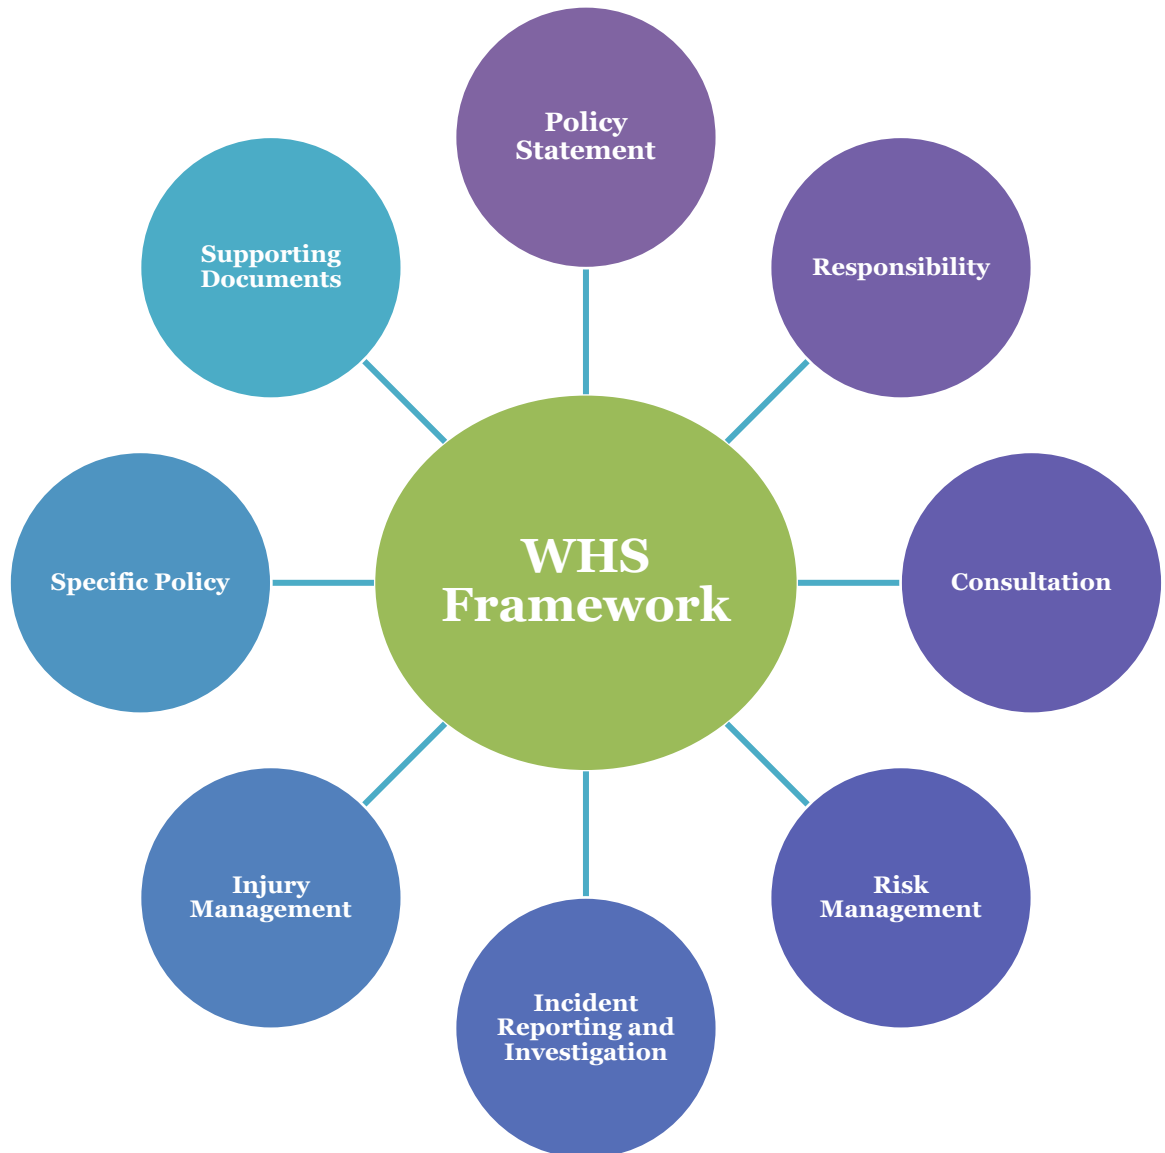 Policy
Statement
Responsibility
Consultation
Risk
Management
Incident
Reporting and
Investigation
Injury
Management
Specific Policy
Supporting
Documents
WHS
Framework